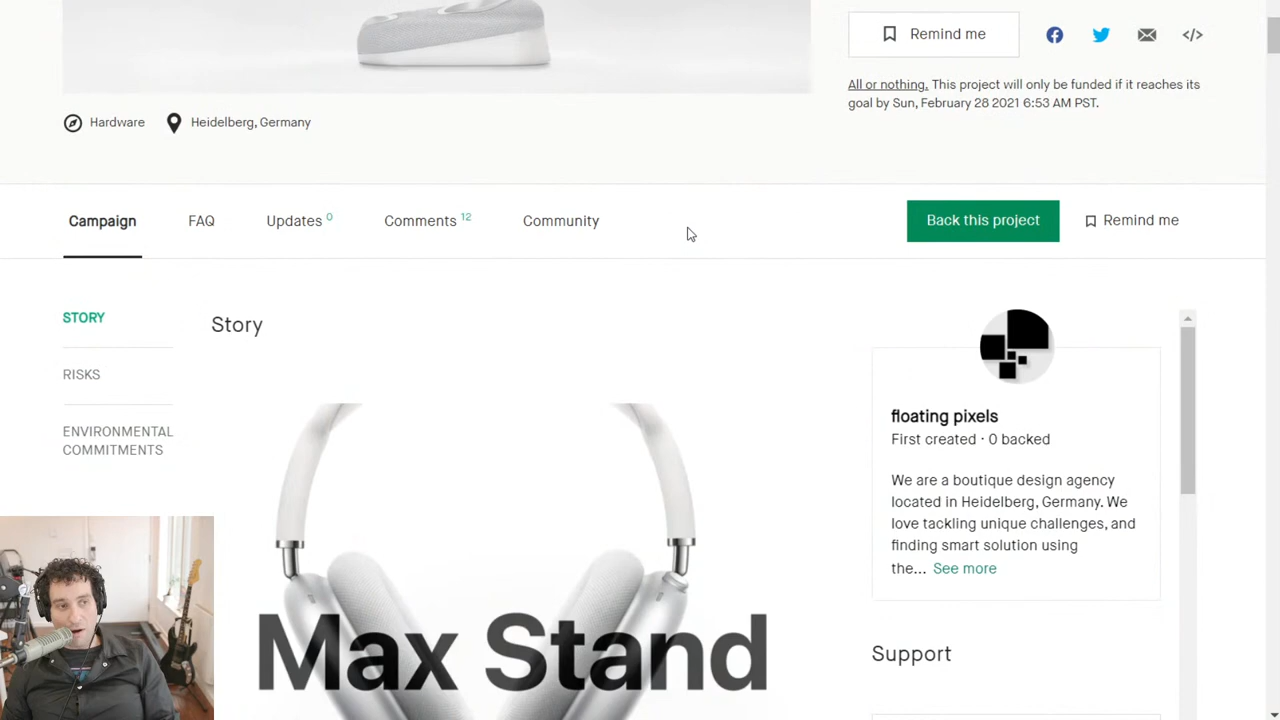 Remind me
</>
All or nothing. This project will only be funded if it reaches its
goal by Sun, February 28 2021 6:53 AM PST.
Hardware
Heidelberg, Germany
Campaign
FAQ
Updates 0
Comments 12
Community
Back this project
Remind me
STORY
RISKS
ENVIRONMENTAL
COMMITMENTS
Story
Max Stand
floating pixels
First created · 0 backed
We are a boutique design agency
located in Heidelberg, Germany. We
love tackling unique challenges, and
finding smart solution using
the... See more
Support